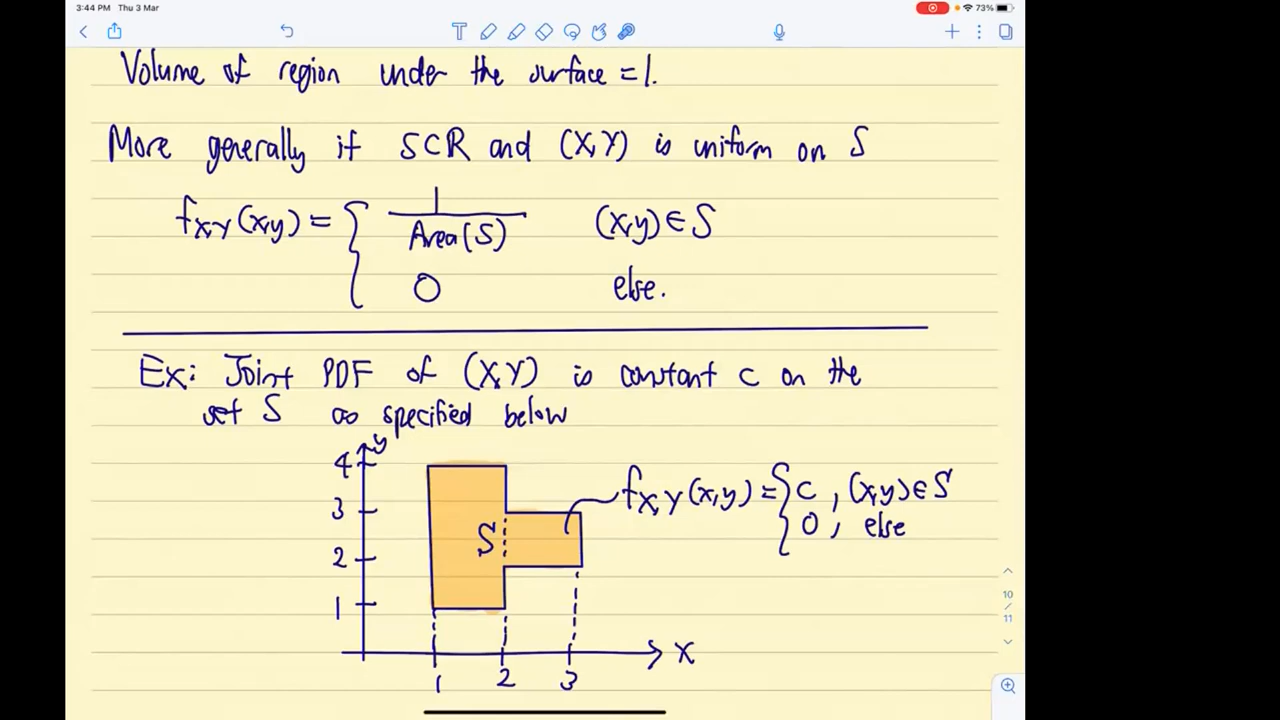 3:44 PM Thu 3 Mar
73%
Volume of region under the surface = 1.
More generally if S⊂R and (X,Y) is uniform on S
f_{X,Y}(x,y) = { 1/Area(S) (x,y) ∈ S
0 else.
Ex: Joint PDF of (X,Y) is constant c on the
set S as specified below
y
4
3
2
1
S
f_{X,Y}(x,y) = { c , (x,y) ∈ S
0 , else
x
1 2 3
10
/
11